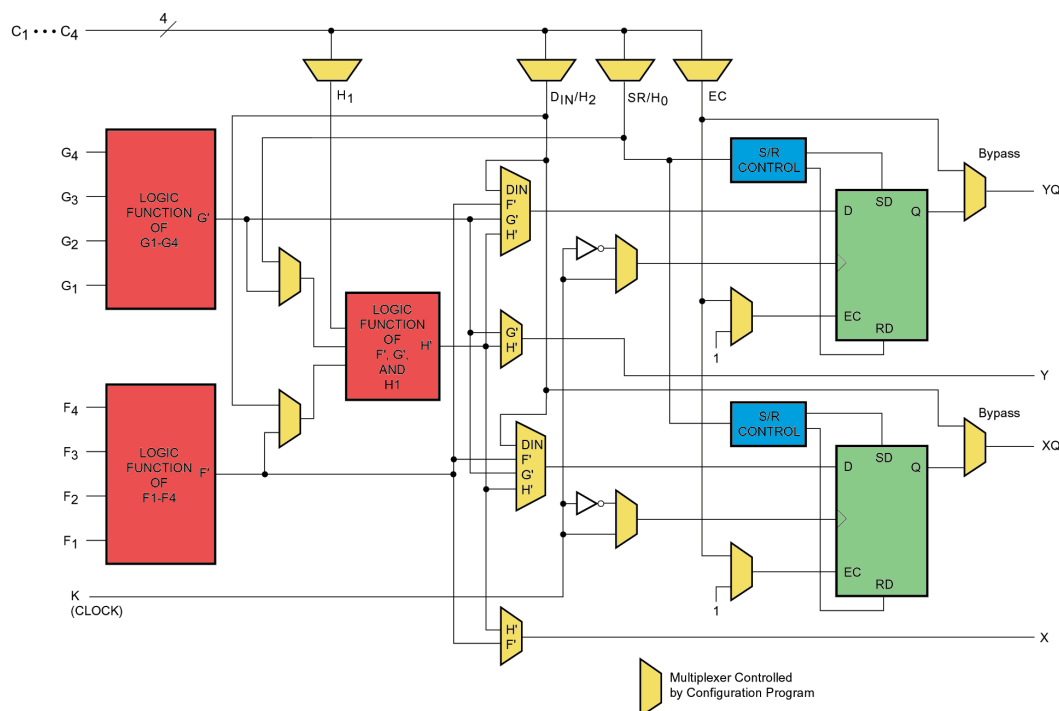 C1 ••• C4
4
H1
DIN/H2
SR/H0
EC
G4
G3
G2
G1
LOGIC
FUNCTION
OF
G1-G4
G'
DIN
F'
G'
H'
S/R
CONTROL
Bypass
D
SD
Q
EC
RD
1
YQ
LOGIC
FUNCTION
OF
F', G',
AND
H1
H'
G'
H'
Y
F4
F3
F2
F1
LOGIC
FUNCTION
OF
F1-F4
F'
DIN
F'
G'
H'
S/R
CONTROL
Bypass
D
SD
Q
EC
RD
1
XQ
K
(CLOCK)
H'
F'
X
Multiplexer Controlled
by Configuration Program